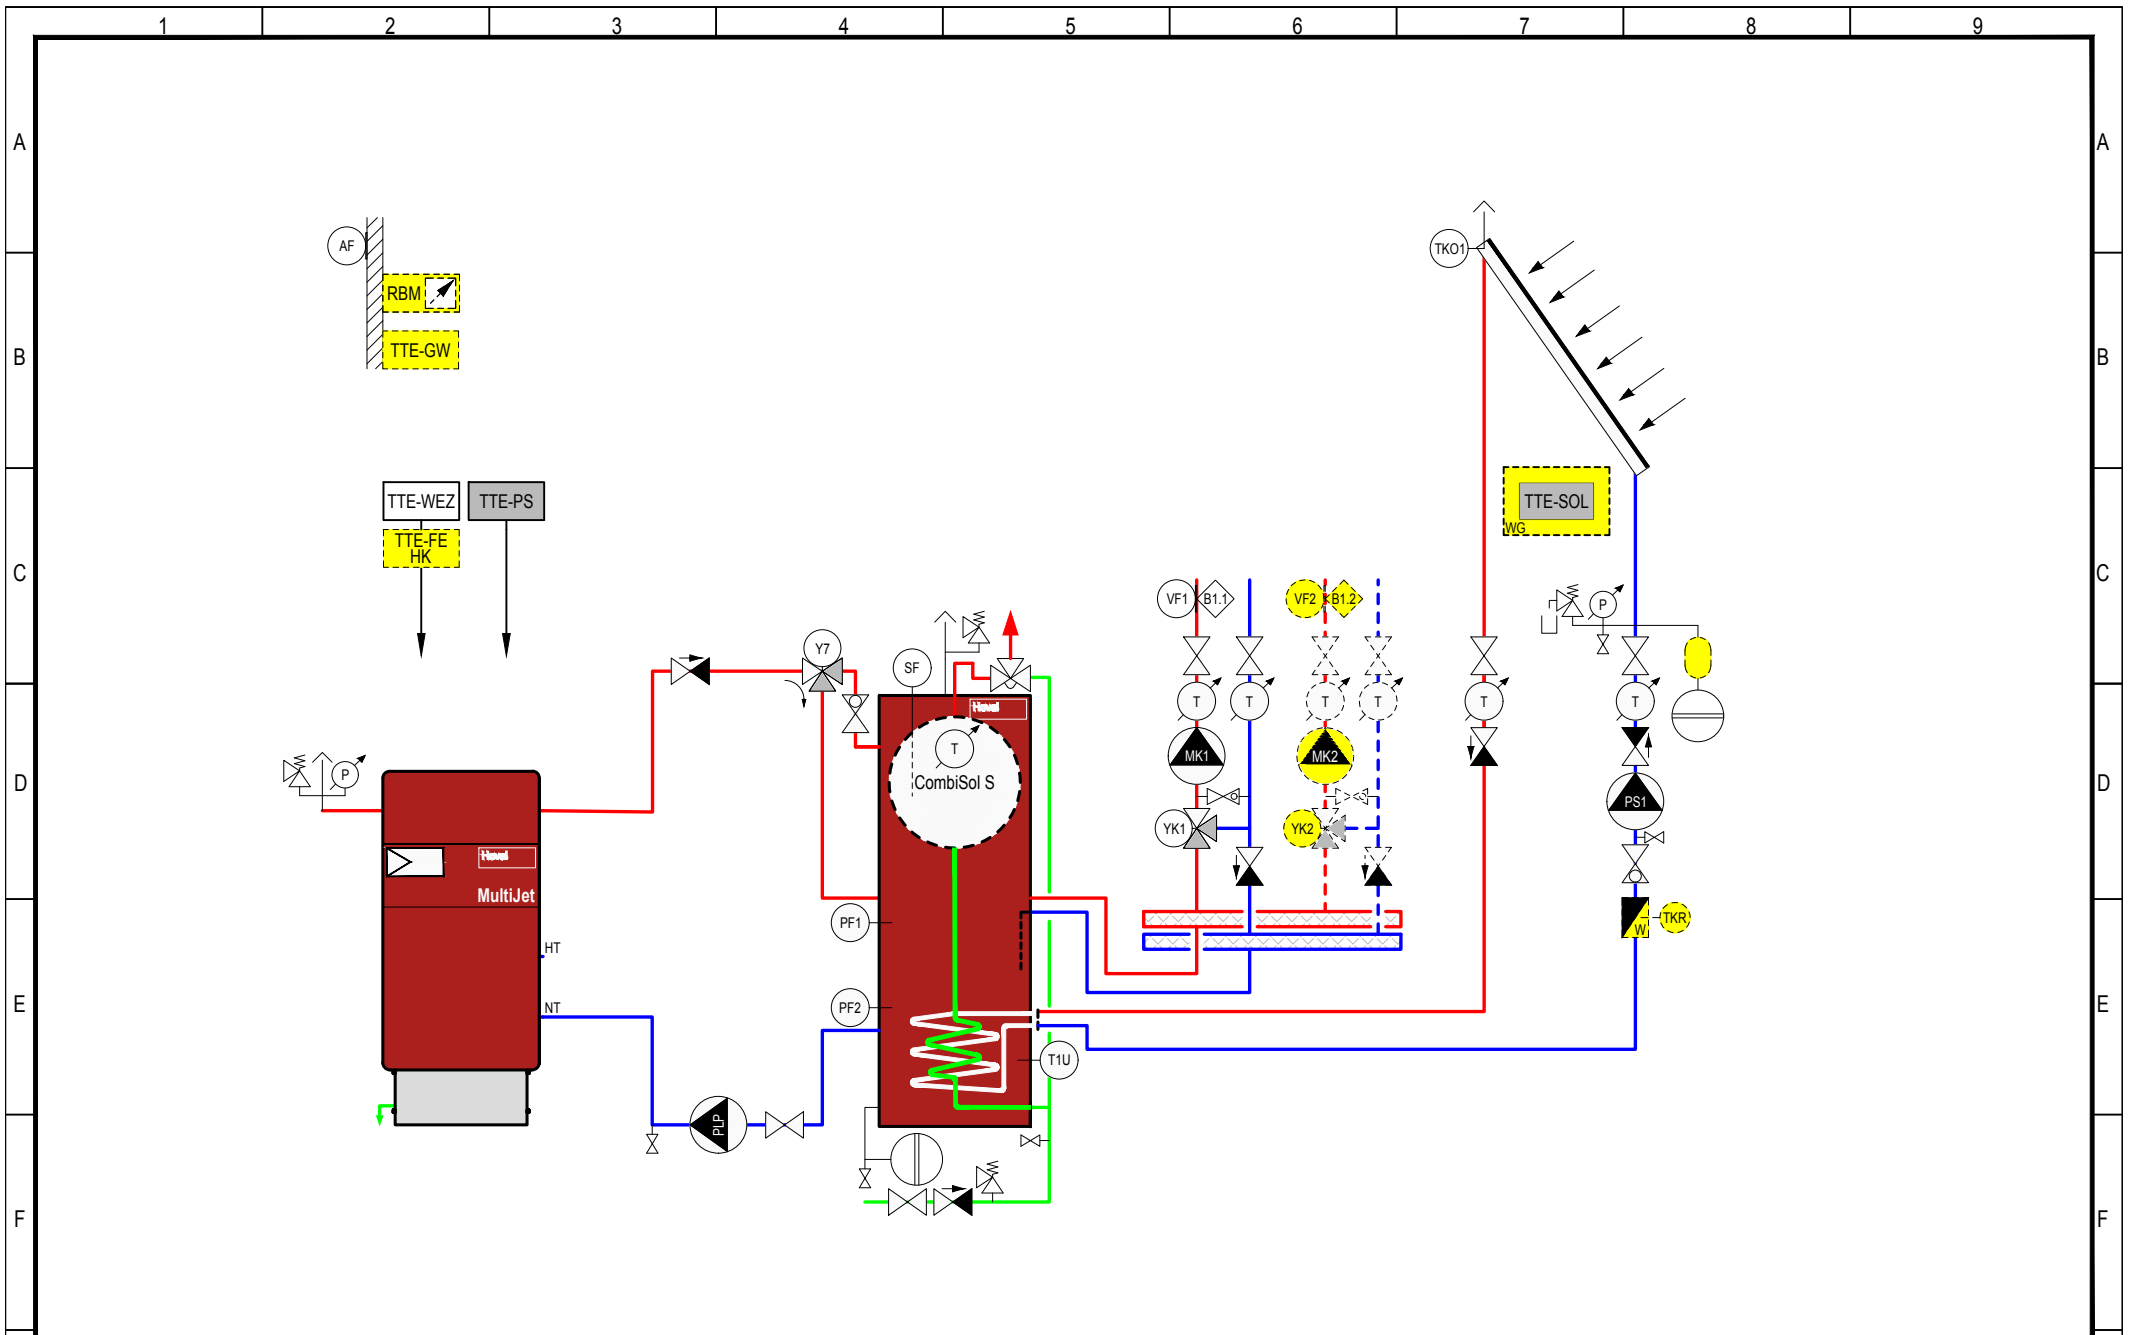 1 2 3 4 5 6 7 8 9
A A
AF
TKO1
RBM
B TTE-GW B
TTE-WEZ TTE-PS
TTE-SOL
WG
TTE-FE
HK
C C
VF1 B1.1 VF2 B1.2 P
Y7
SF
T T T T T T
Hoval
T
MK1 MK2
P
D CombiSol S D
PS1
YK1 YK2
Hoval
MultiJet
PF1
TKR
W
HT
E PF2 E
NT
T1U
PLP
F F